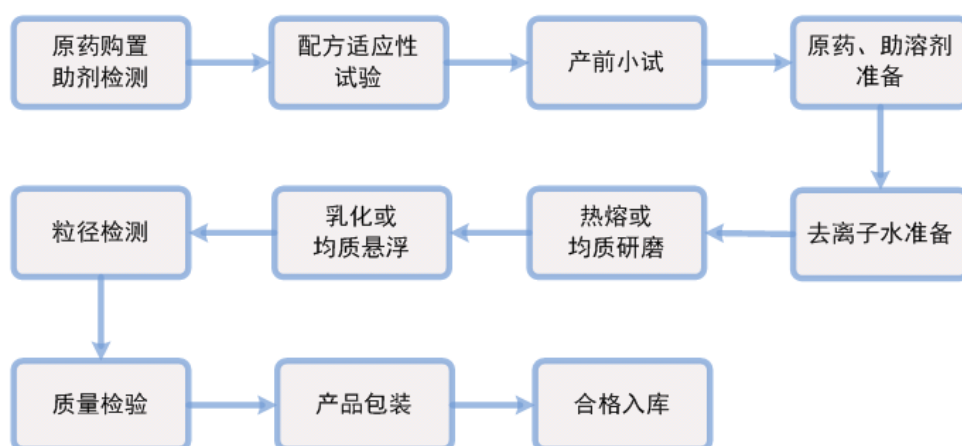 原药购置
助剂检测
配方适应性
试验
产前小试
原药、助溶剂
准备
去离子水准备
热熔或
均质研磨
乳化或
均质悬浮
粒径检测
质量检验
产品包装
合格入库